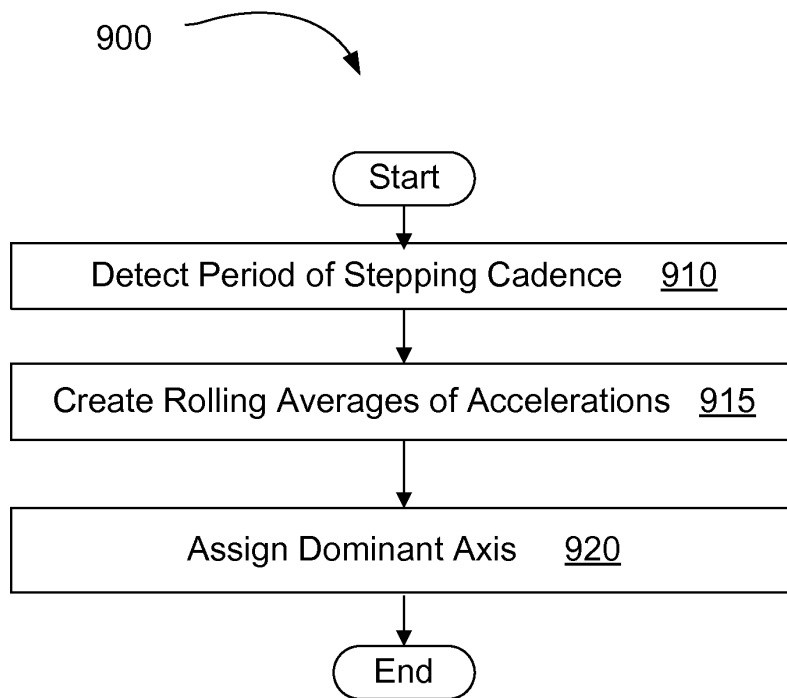 900
Start
Detect Period of Stepping Cadence 910
Create Rolling Averages of Accelerations 915
Assign Dominant Axis 920
End